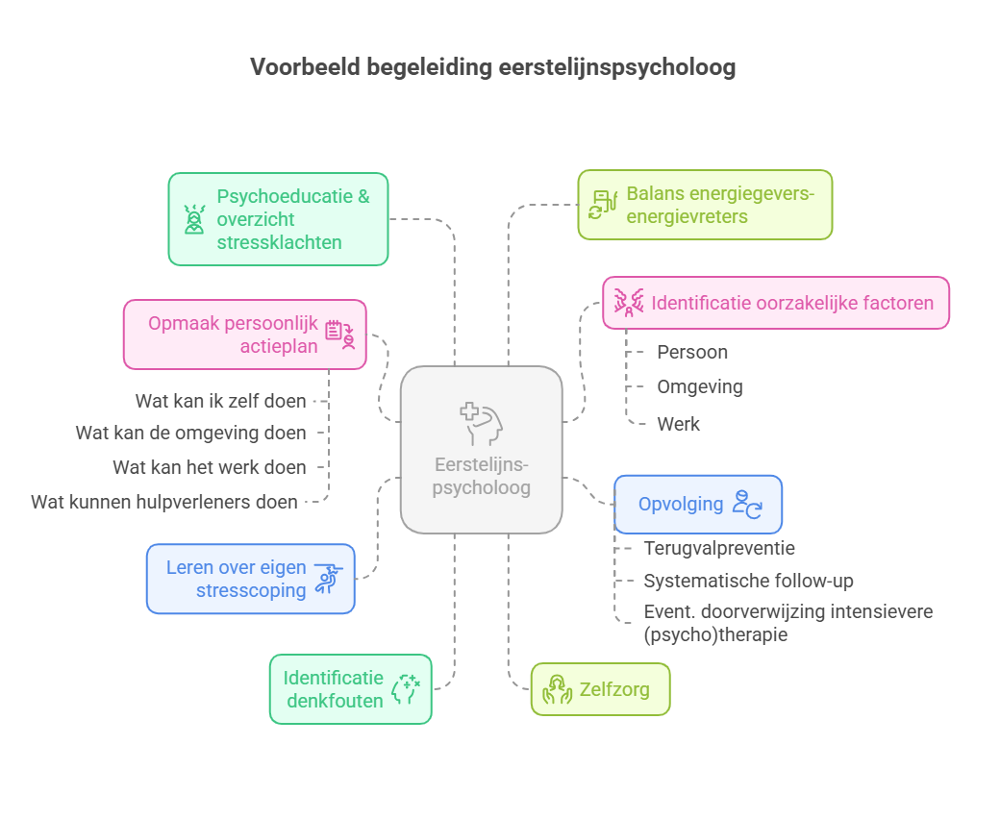 Voorbeeld begeleiding eerstelijnspsycholoog
Psychoeducatie &
overzicht
stressklachten
Balans energiegevers-
energievreters
Opmaak persoonlijk
actieplan
Wat kan ik zelf doen
Wat kan de omgeving doen
Wat kan het werk doen
Wat kunnen hulpverleners doen
Identificatie oorzakelijke factoren
Persoon
Omgeving
Werk
Eerstelijns-
psycholoog
Opvolging
Terugvalpreventie
Systematische follow-up
Event. doorverwijzing intensievere
(psycho)therapie
Leren over eigen
stresscoping
Identificatie
denkfouten
Zelfzorg